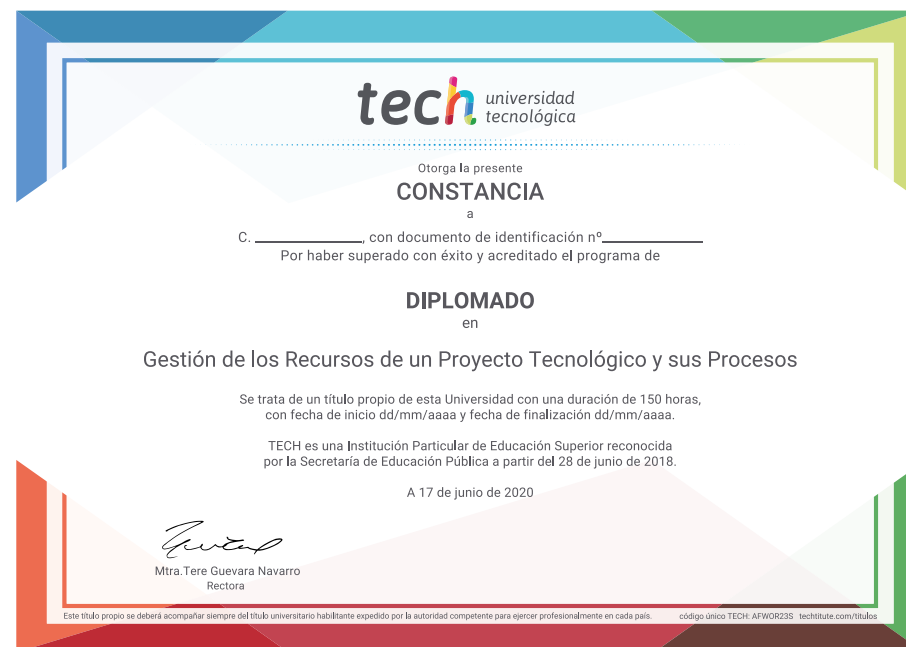 tech universidad
tecnológica
Otorga la presente
CONSTANCIA
a
C. ____________, con documento de identificación nº____________
Por haber superado con éxito y acreditado el programa de
DIPLOMADO
en
Gestión de los Recursos de un Proyecto Tecnológico y sus Procesos
Se trata de un título propio de esta Universidad con una duración de 150 horas,
con fecha de inicio dd/mm/aaaa y fecha de finalización dd/mm/aaaa.
TECH es una Institución Particular de Educación Superior reconocida
por la Secretaría de Educación Pública a partir del 28 de junio de 2018.
A 17 de junio de 2020
Mtra.Tere Guevara Navarro
Rectora
Este título propio se deberá acompañar siempre del título universitario habilitante expedido por la autoridad competente para ejercer profesionalmente en cada país. código único TECH: AFWOR23S techtitute.com/titulos